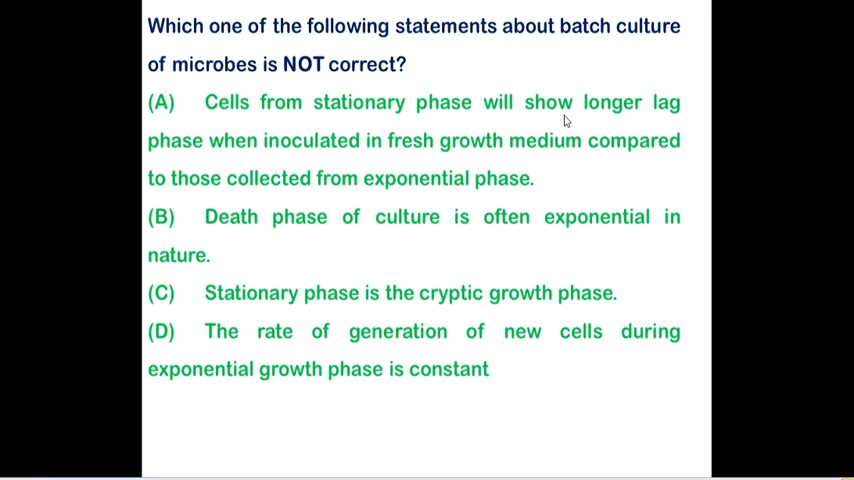 Which one of the following statements about batch culture
of microbes is NOT correct?
(A) Cells from stationary phase will show longer lag
phase when inoculated in fresh growth medium compared
to those collected from exponential phase.
(B) Death phase of culture is often exponential in
nature.
(C) Stationary phase is the cryptic growth phase.
(D) The rate of generation of new cells during
exponential growth phase is constant